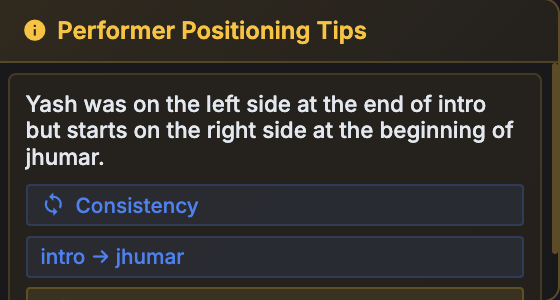 Performer Positioning Tips
Yash was on the left side at the end of intro
but starts on the right side at the beginning of
jhumar.
Consistency
intro → jhumar